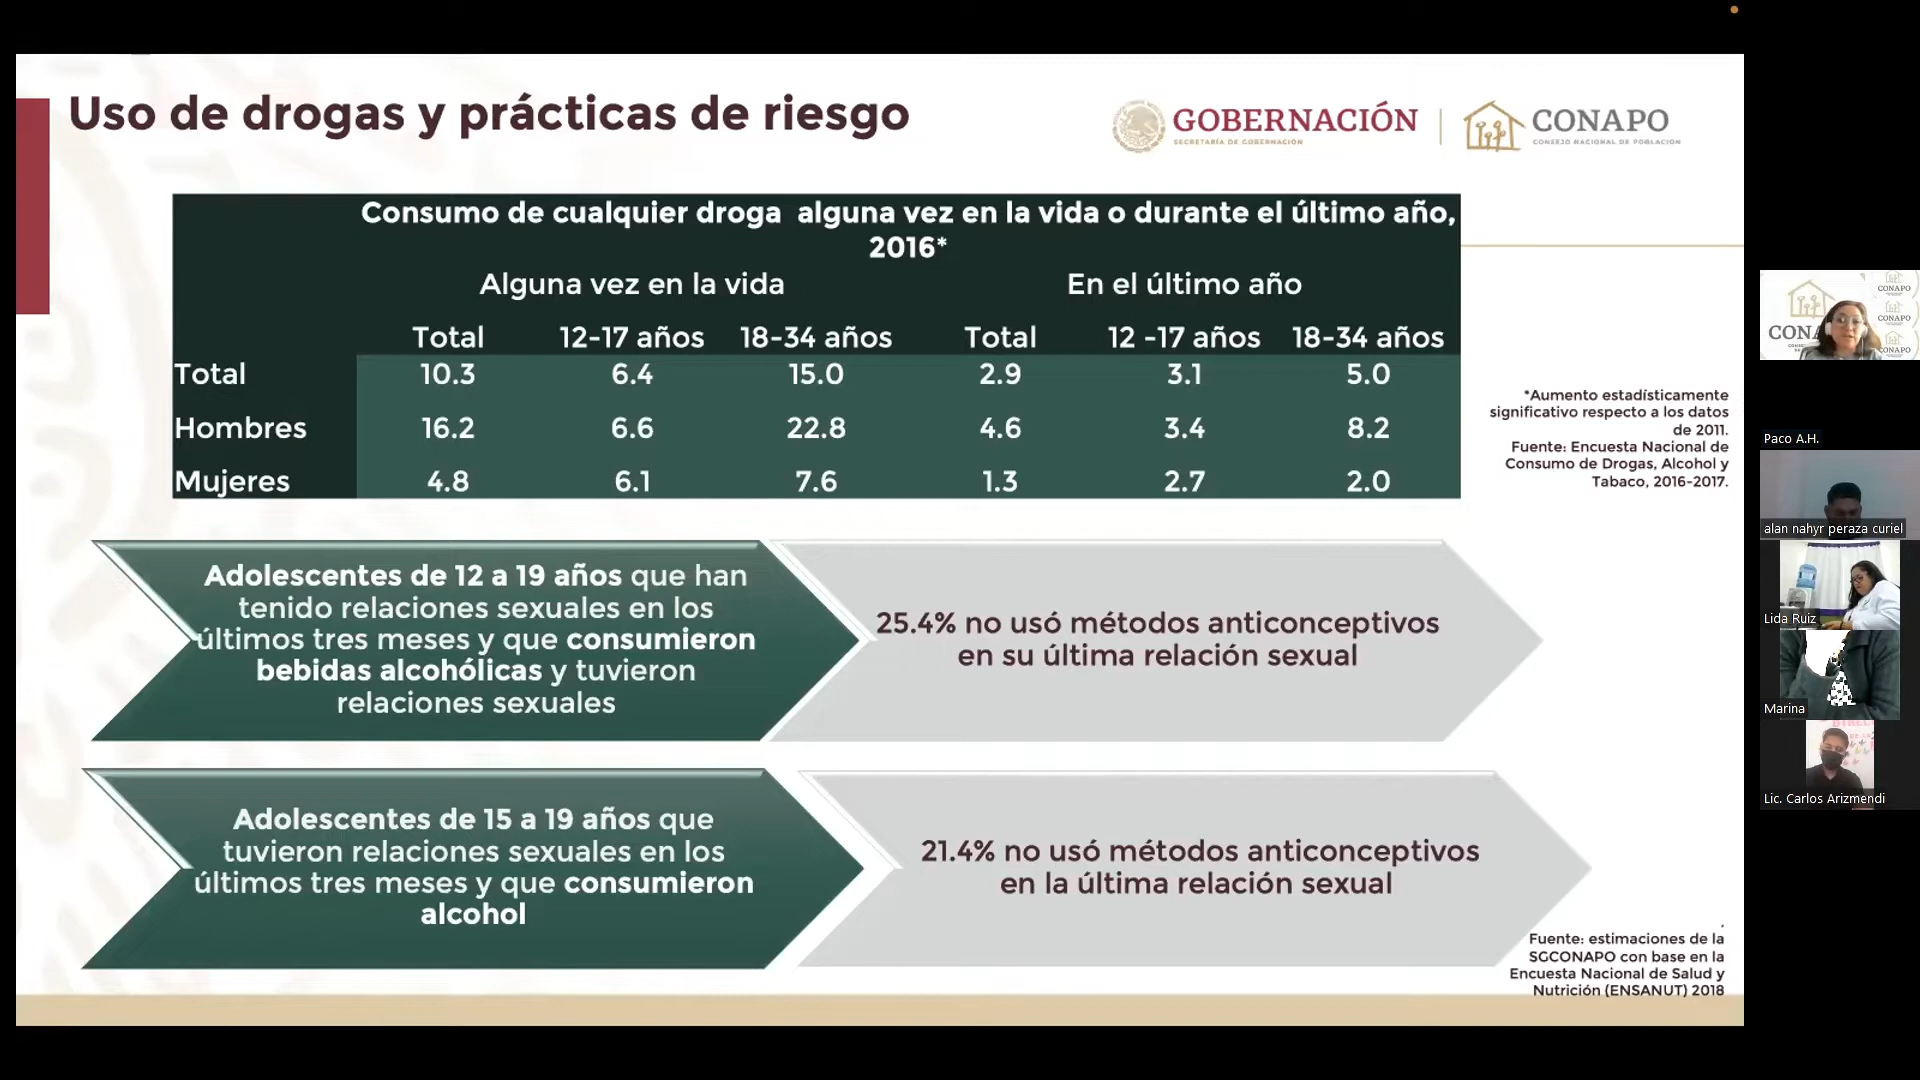 Uso de drogas y prácticas de riesgo
GOBERNACIÓN
SECRETARÍA DE GOBERNACIÓN
CONAPO
CONSEJO NACIONAL DE POBLACIÓN
Consumo de cualquier droga alguna vez en la vida o durante el último año,
2016*
Alguna vez en la vida En el último año
Total 12-17 años 18-34 años Total 12 -17 años 18-34 años
Total 10.3 6.4 15.0 2.9 3.1 5.0
Hombres 16.2 6.6 22.8 4.6 3.4 8.2
Mujeres 4.8 6.1 7.6 1.3 2.7 2.0
*Aumento estadísticamente
significativo respecto a los datos
de 2011.
Fuente: Encuesta Nacional de
Consumo de Drogas, Alcohol y
Tabaco, 2016-2017.
Adolescentes de 12 a 19 años que han
tenido relaciones sexuales en los
últimos tres meses y que consumieron
bebidas alcohólicas y tuvieron
relaciones sexuales
25.4% no usó métodos anticonceptivos
en su última relación sexual
Adolescentes de 15 a 19 años que
tuvieron relaciones sexuales en los
últimos tres meses y que consumieron
alcohol
21.4% no usó métodos anticonceptivos
en la última relación sexual
Fuente: estimaciones de la
SGCONAPO con base en la
Encuesta Nacional de Salud y
Nutrición (ENSANUT) 2018
CONAPO
CONAPO
CONAPO
Paco A.H.
alan nahyr peraza curiel
Lida Ruiz
Marina
Lic. Carlos Arizmendi